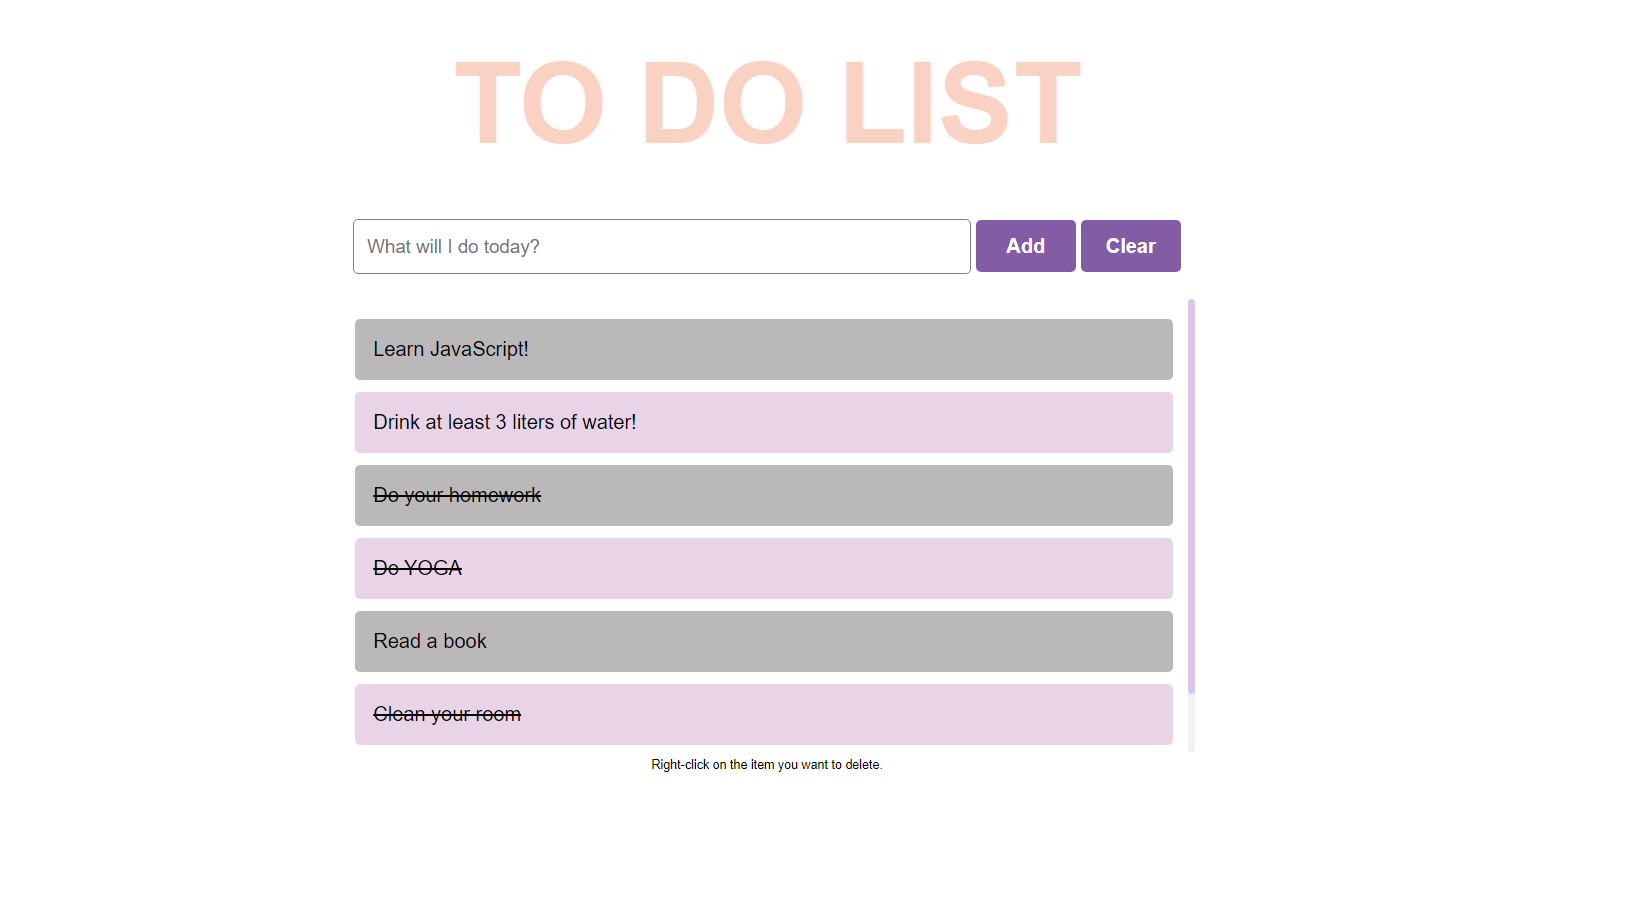 TO DO LIST
What will I do today?
Add
Clear
Learn JavaScript!
Drink at least 3 liters of water!
Do your homework
Do YOGA
Read a book
Clean your room
Right-click on the item you want to delete.